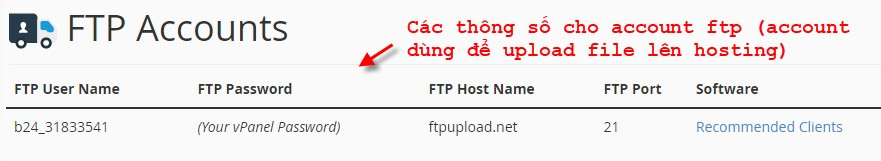 FTP Accounts
Các thông số cho account ftp (account
dùng để upload file lên hosting)
FTP User Name FTP Password FTP Host Name FTP Port Software
b24_31833541 (Your vPanel Password) ftpupload.net 21 Recommended Clients